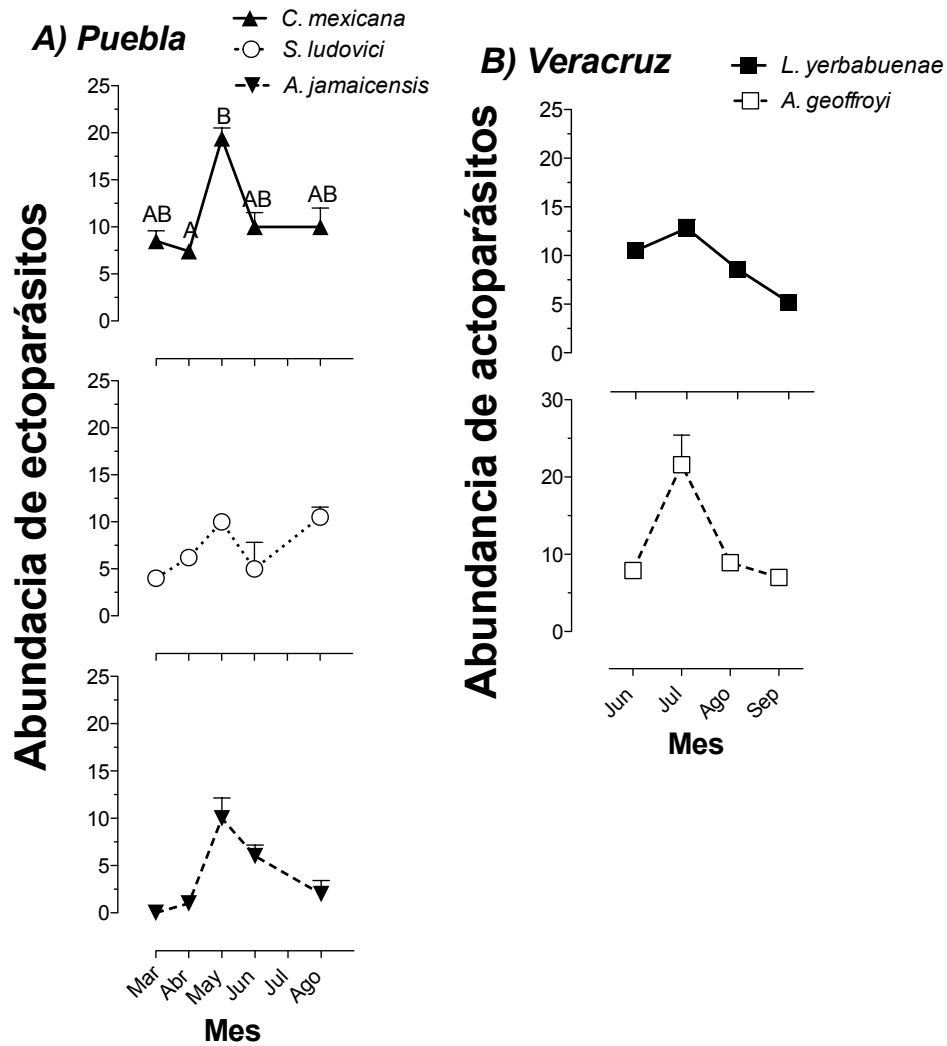 A) Puebla
C. mexicana
S. ludovici
A. jamaicensis
Abundacia de ectoparásitos
25
20
15
10
5
0
AB
A
B
AB
AB
25
20
15
10
5
0
25
20
15
10
5
0
Mar
Abr
May
Jun
Jul
Ago
Mes
B) Veracruz
L. yerbabuenae
A. geoffroyi
Abundancia de actoparásitos
25
20
15
10
5
0
30
20
10
0
Jun
Jul
Ago
Sep
Mes